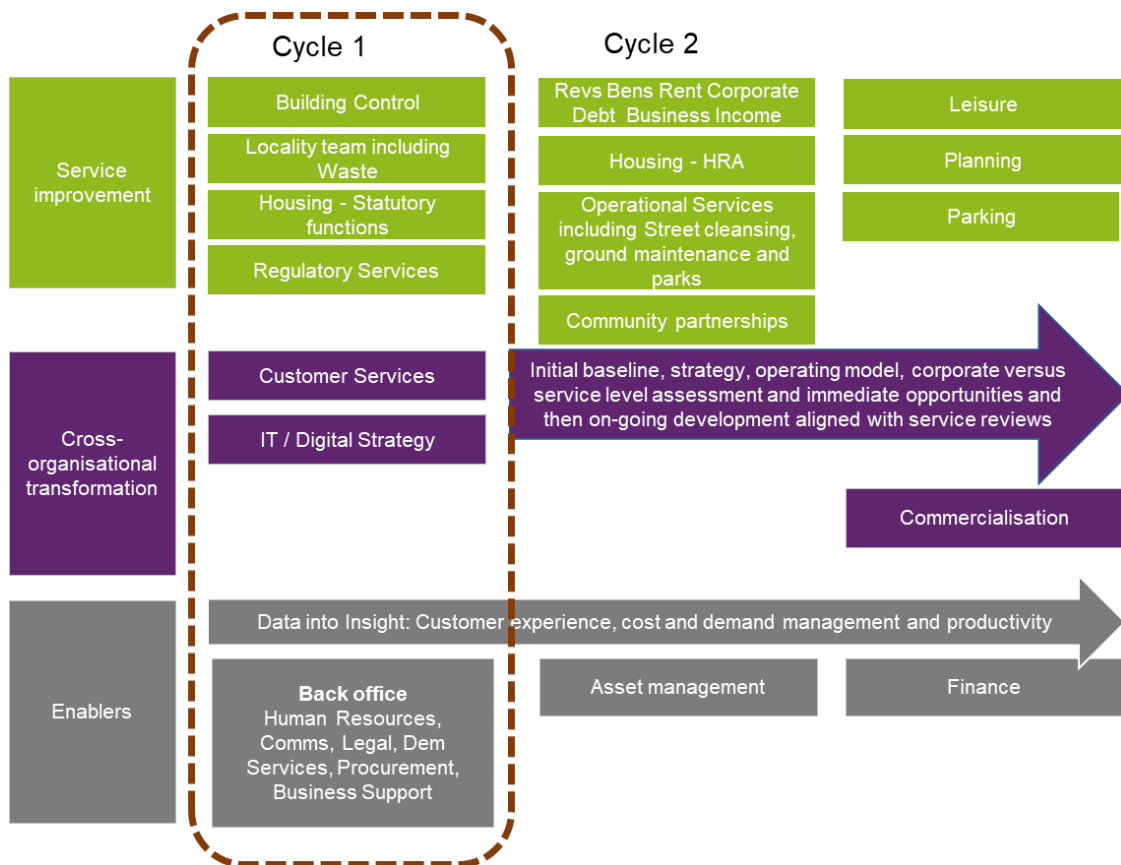 Cycle 1
Cycle 2
Service
improvement
Building Control
Locality team including
Waste
Housing - Statutory
functions
Regulatory Services
Revs Bens Rent Corporate
Debt Business Income
Housing - HRA
Operational Services
including Street cleansing,
ground maintenance and
parks
Community partnerships
Leisure
Planning
Parking
Cross-
organisational
transformation
Customer Services
IT / Digital Strategy
Initial baseline, strategy, operating model, corporate versus
service level assessment and immediate opportunities and
then on-going development aligned with service reviews
Commercialisation
Enablers
Data into Insight: Customer experience, cost and demand management and productivity
Back office
Human Resources,
Comms, Legal, Dem
Services, Procurement,
Business Support
Asset management
Finance